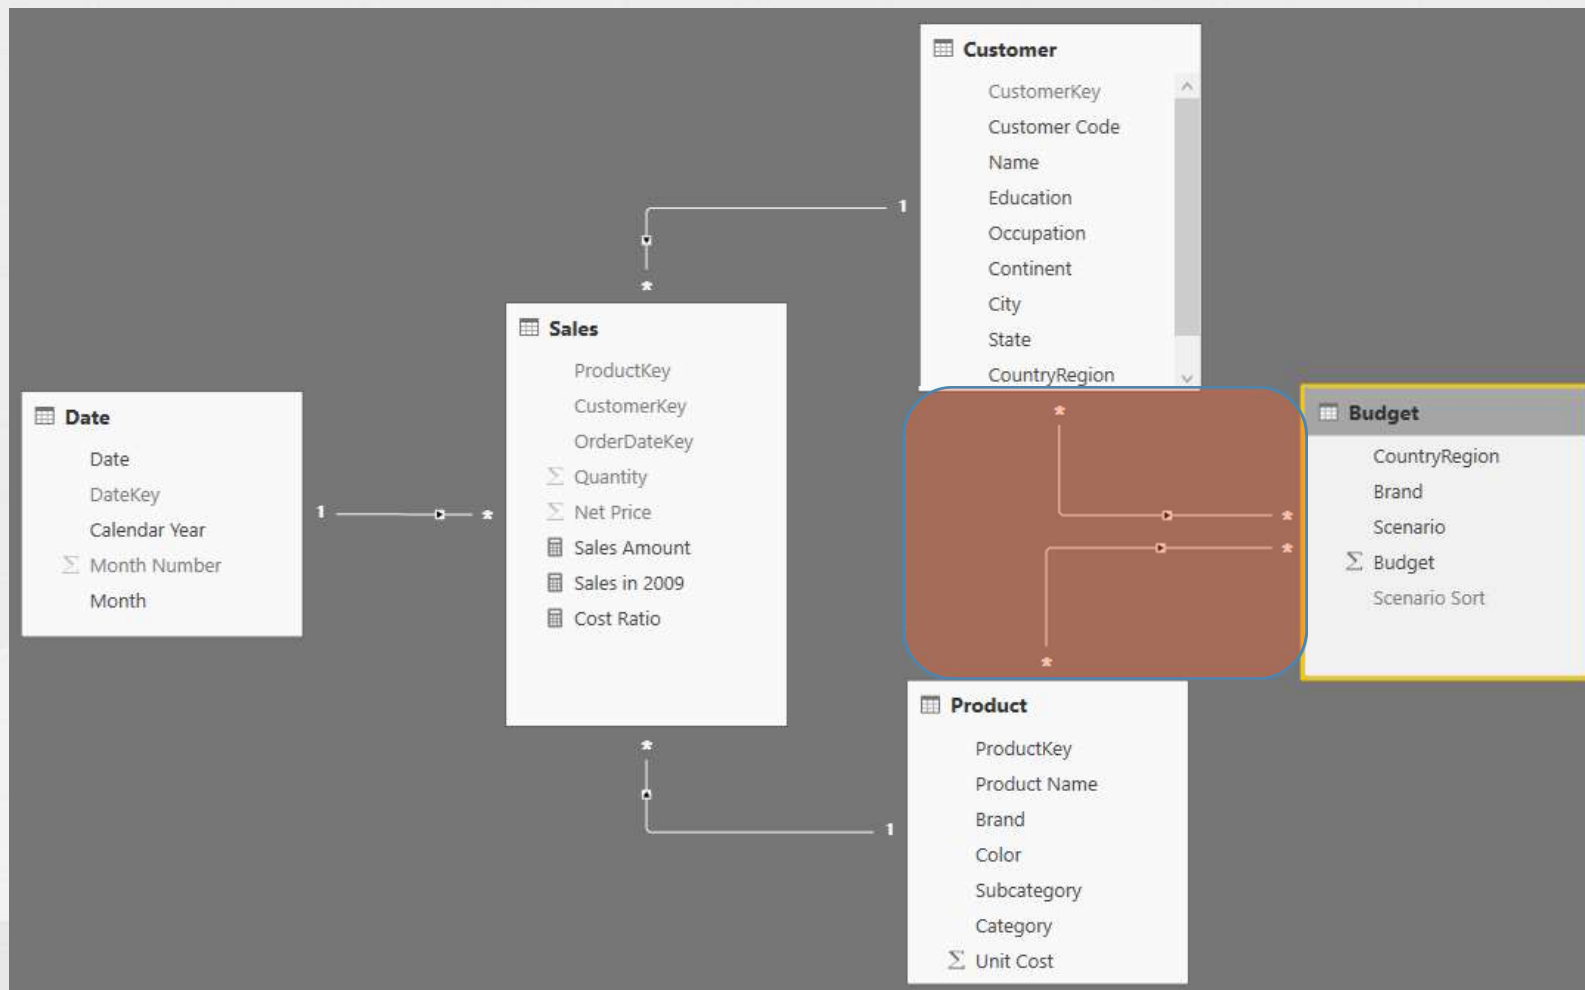 Customer
CustomerKey
Customer Code
Name
Education
Occupation
Continent
City
State
CountryRegion
1
*
Sales
ProductKey
CustomerKey
OrderDateKey
Σ Quantity
Σ Net Price
Sales Amount
Sales in 2009
Cost Ratio
Date
Date
DateKey
Calendar Year
Σ Month Number
Month
1
*
*
*
*
*
Budget
CountryRegion
Brand
Scenario
Σ Budget
Scenario Sort
*
1
Product
ProductKey
Product Name
Brand
Color
Subcategory
Category
Σ Unit Cost